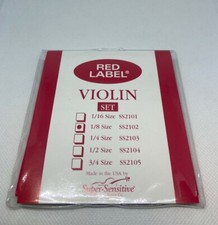 RED
LABEL®
VIOLIN
SET
1/16 Size SS2101
1/8 Size SS2102
1/4 Size SS2103
1/2 Size SS2104
3/4 Size SS2105
Made in the USA by
Super-Sensitive®